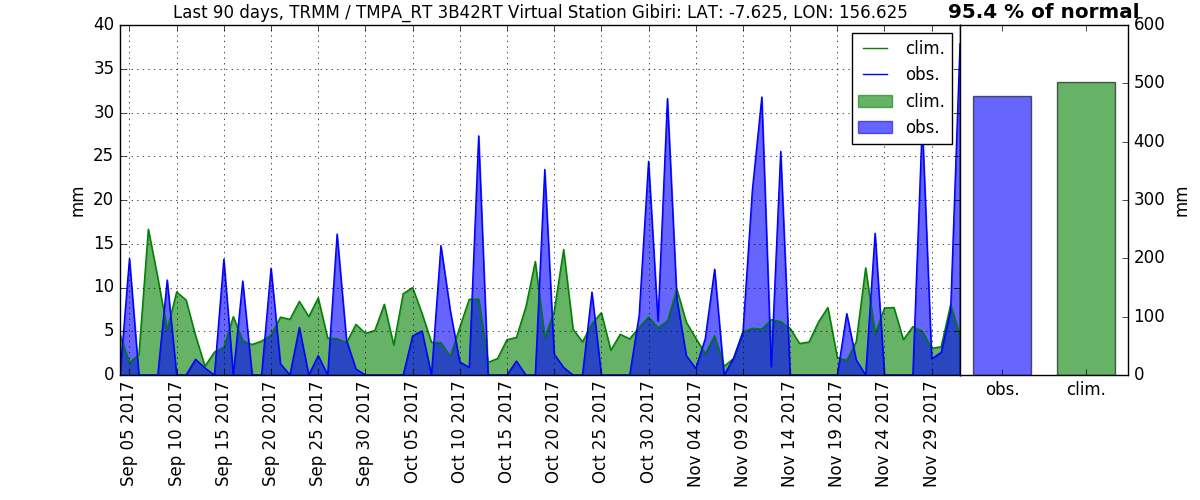 Last 90 days, TRMM / TMPA_RT 3B42RT Virtual Station Gibiri: LAT: -7.625, LON: 156.625
95.4 % of normal
40
35
30
25
20
15
10
5
0
mm
clim.
obs.
clim.
obs.
600
500
400
300
200
100
0
mm
Sep 05 2017
Sep 10 2017
Sep 15 2017
Sep 20 2017
Sep 25 2017
Sep 30 2017
Oct 05 2017
Oct 10 2017
Oct 15 2017
Oct 20 2017
Oct 25 2017
Oct 30 2017
Nov 04 2017
Nov 09 2017
Nov 14 2017
Nov 19 2017
Nov 24 2017
Nov 29 2017
obs.
clim.